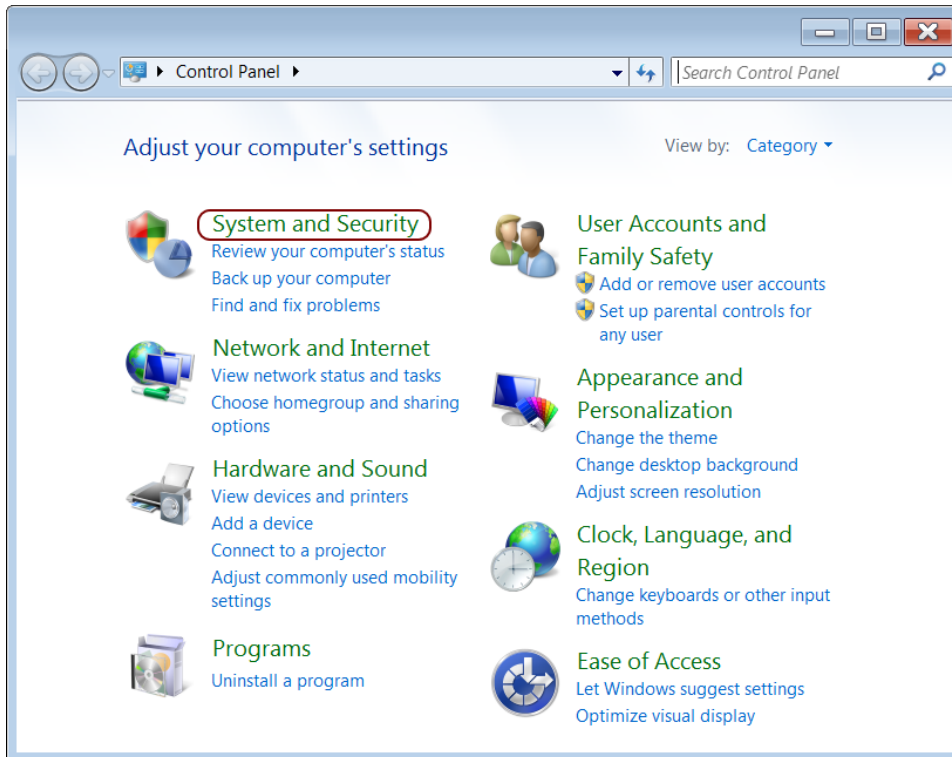 Control Panel
Search Control Panel
Adjust your computer's settings
View by: Category
System and Security
Review your computer's status
Back up your computer
Find and fix problems
Network and Internet
View network status and tasks
Choose homegroup and sharing
options
Hardware and Sound
View devices and printers
Add a device
Connect to a projector
Adjust commonly used mobility
settings
Programs
Uninstall a program
User Accounts and
Family Safety
Add or remove user accounts
Set up parental controls for
any user
Appearance and
Personalization
Change the theme
Change desktop background
Adjust screen resolution
Clock, Language, and
Region
Change keyboards or other input
methods
Ease of Access
Let Windows suggest settings
Optimize visual display